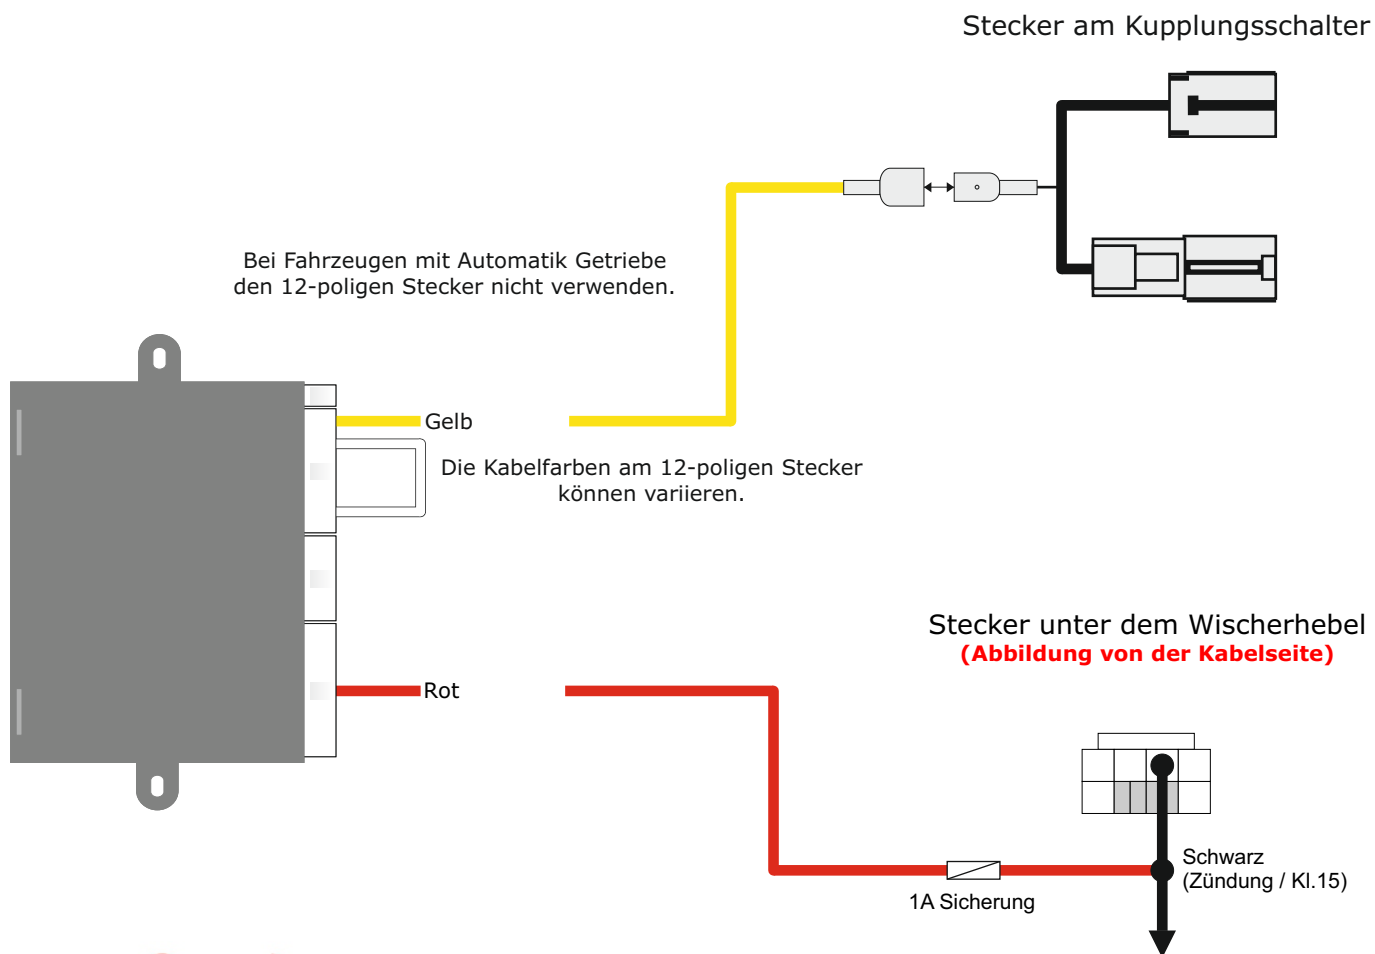 Stecker am Kupplungsschalter
Bei Fahrzeugen mit Automatik Getriebe
den 12-poligen Stecker nicht verwenden.
Gelb
Die Kabelfarben am 12-poligen Stecker
können variieren.
Stecker unter dem Wischerhebel
(Abbildung von der Kabelseite)
Rot
Schwarz
(Zündung / Kl.15)
1A Sicherung